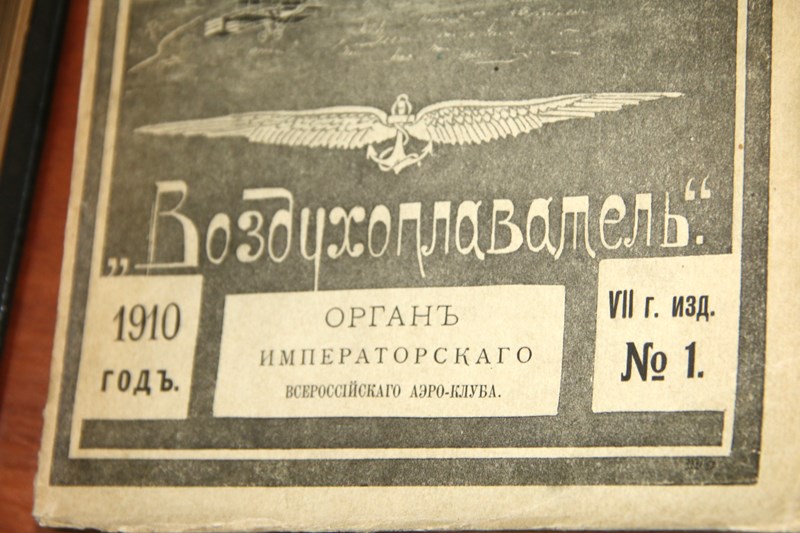 „Воздухоплаватель“.
1910
годъ.
ОРГАНЪ
ИМПЕРАТОРСКАГО
ВСЕРОССІЙСКАГО АЭРО-КЛУБА.
VII г. изд.
№ 1.